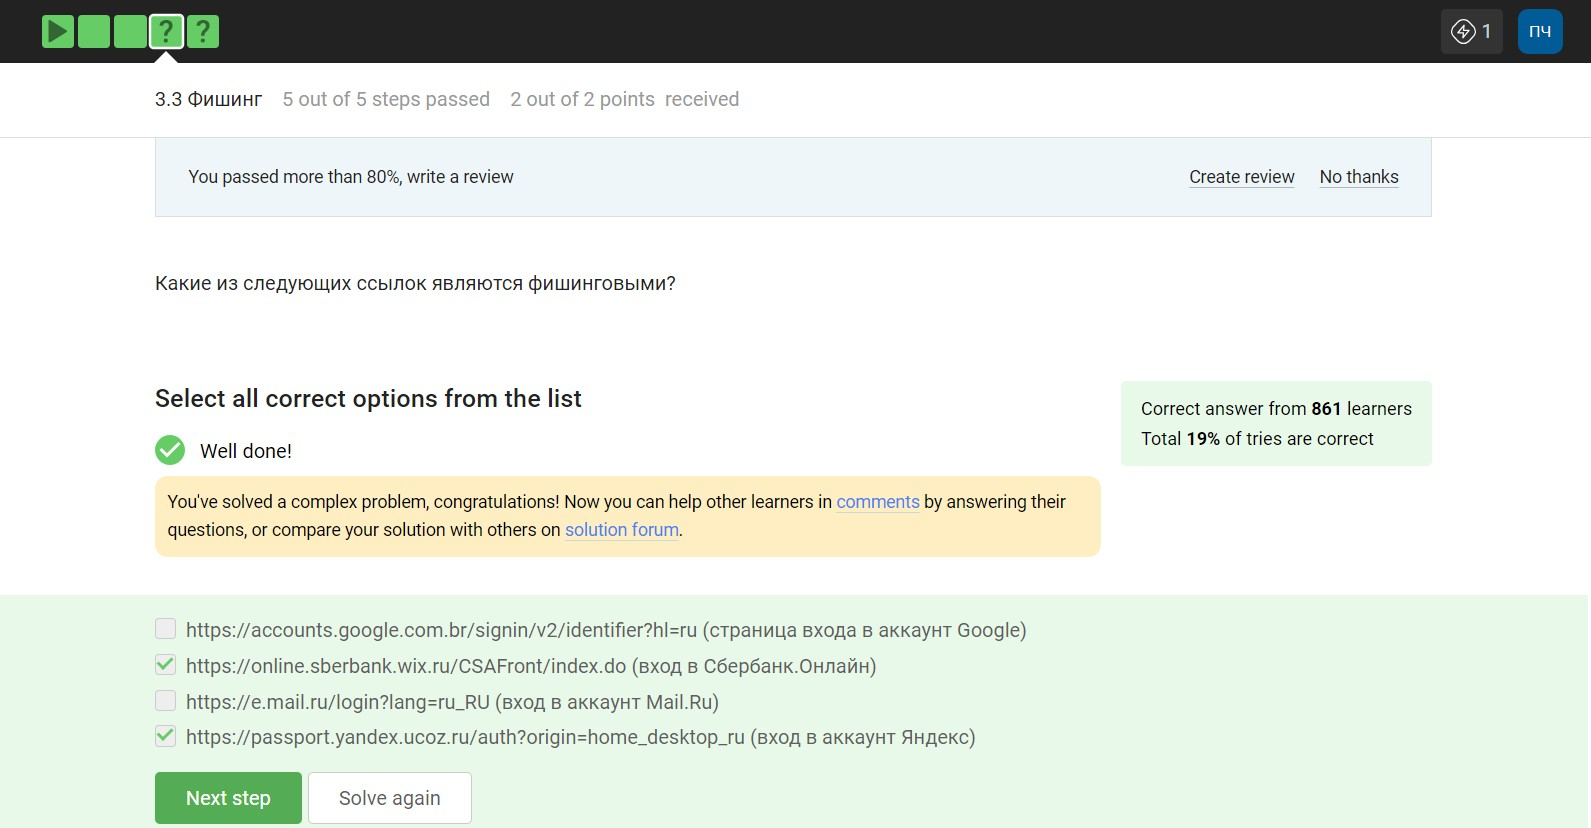 ? ?
1
ПЧ
3.3 Фишинг 5 out of 5 steps passed 2 out of 2 points received
You passed more than 80%, write a review
Create review No thanks
Какие из следующих ссылок являются фишинговыми?
Select all correct options from the list
Correct answer from 861 learners
Total 19% of tries are correct
Well done!
You've solved a complex problem, congratulations! Now you can help other learners in comments by answering their
questions, or compare your solution with others on solution forum.
https://accounts.google.com.br/signin/v2/identifier?hl=ru (страница входа в аккаунт Google)
https://online.sberbank.wix.ru/CSAFront/index.do (вход в Сбербанк.Онлайн)
https://e.mail.ru/login?lang=ru_RU (вход в аккаунт Mail.Ru)
https://passport.yandex.ucoz.ru/auth?origin=home_desktop_ru (вход в аккаунт Яндекс)
Next step Solve again